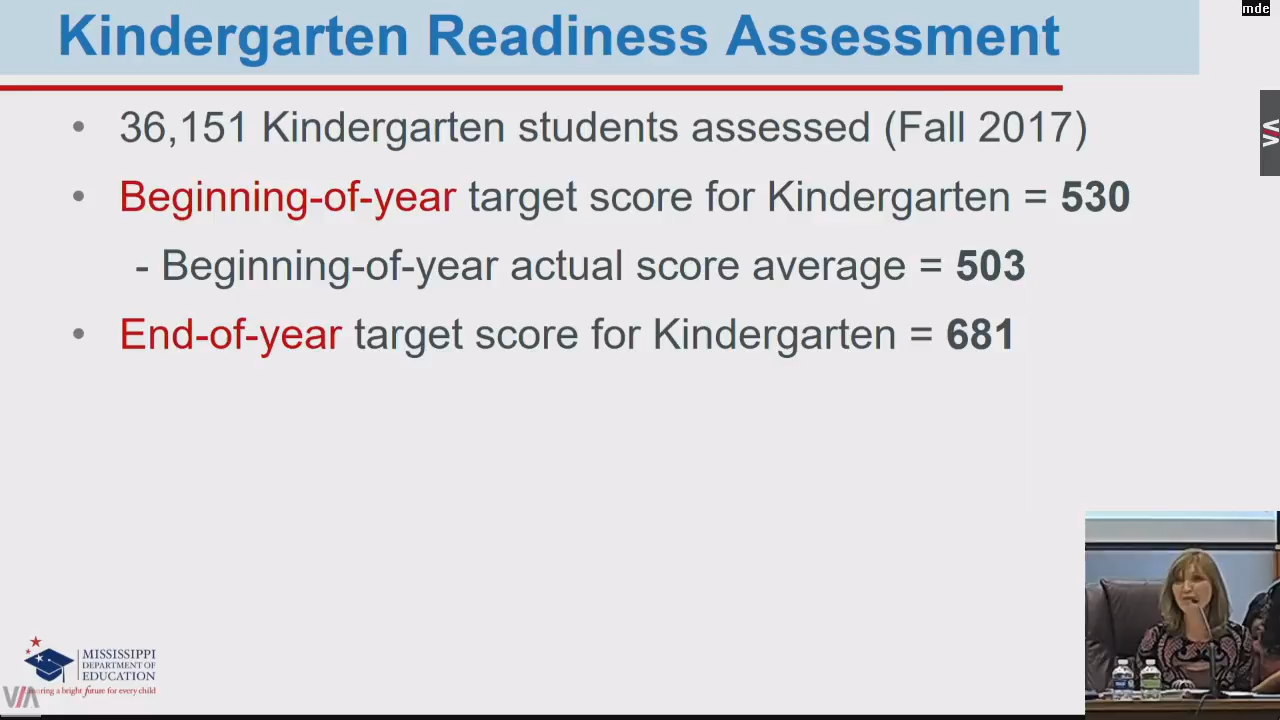 mde
Kindergarten Readiness Assessment
• 36,151 Kindergarten students assessed (Fall 2017)
• Beginning-of-year target score for Kindergarten = 530
- Beginning-of-year actual score average = 503
• End-of-year target score for Kindergarten = 681
MISSISSIPPI
DEPARTMENT OF
EDUCATION
bright future for every child
VIA